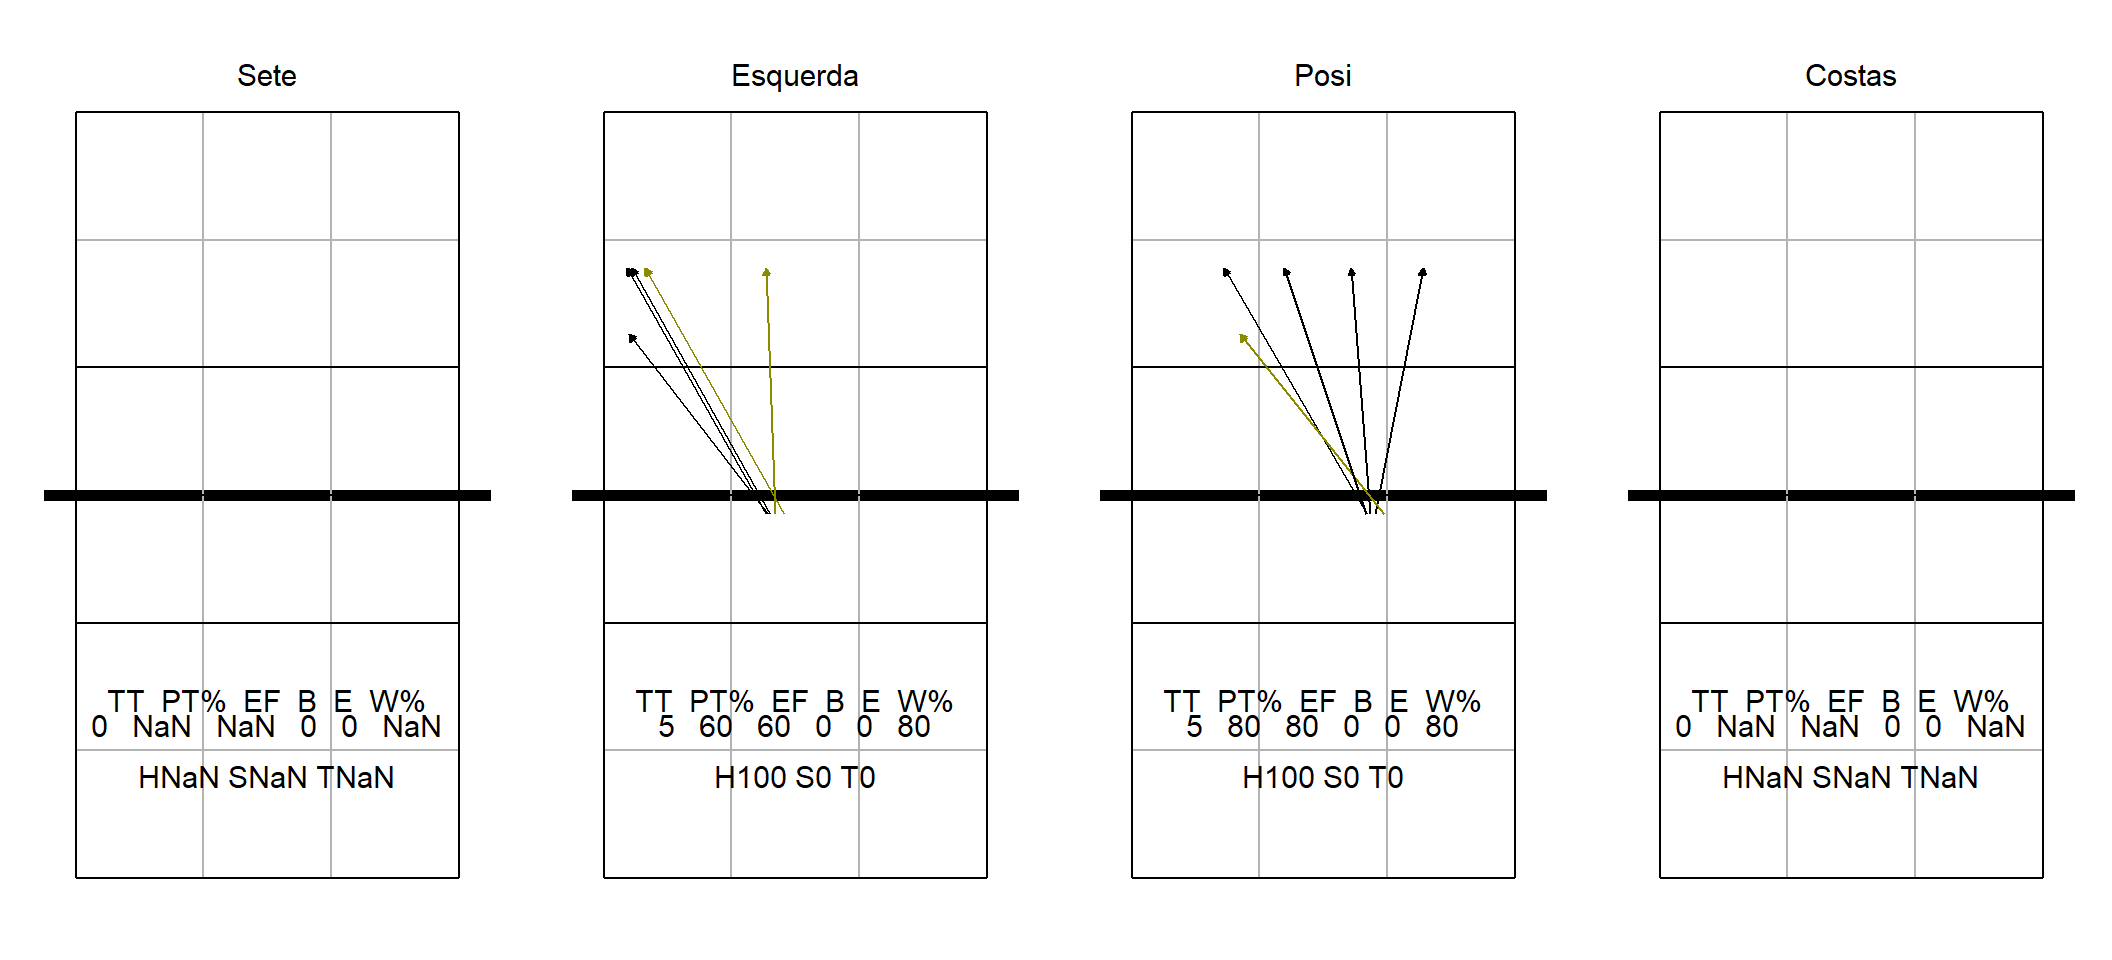 Sete
TT PT% EF B E W%
0 NaN NaN 0 0 NaN
HNaN SNaN TNaN
Esquerda
TT PT% EF B E W%
5 60 60 0 0 80
H100 S0 T0
Posi
TT PT% EF B E W%
5 80 80 0 0 80
H100 S0 T0
Costas
TT PT% EF B E W%
0 NaN NaN 0 0 NaN
HNaN SNaN TNaN